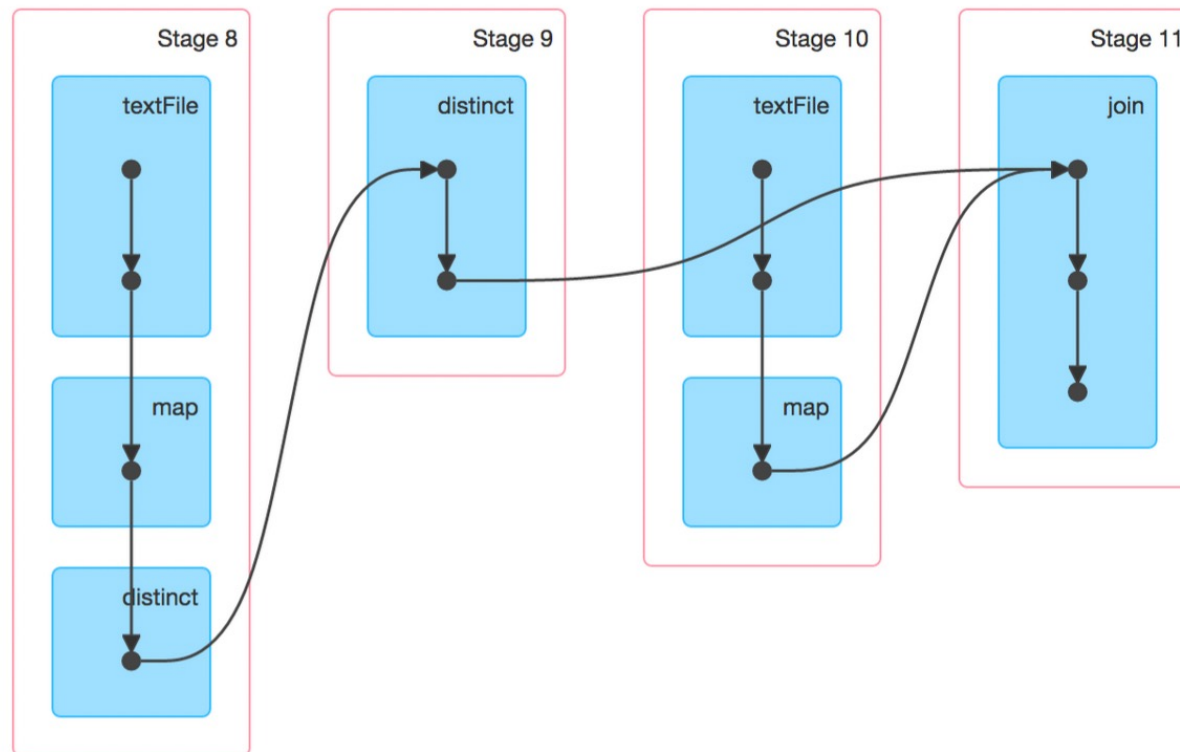 Stage 8
textFile
map
distinct
Stage 9
distinct
Stage 10
textFile
map
Stage 11
join